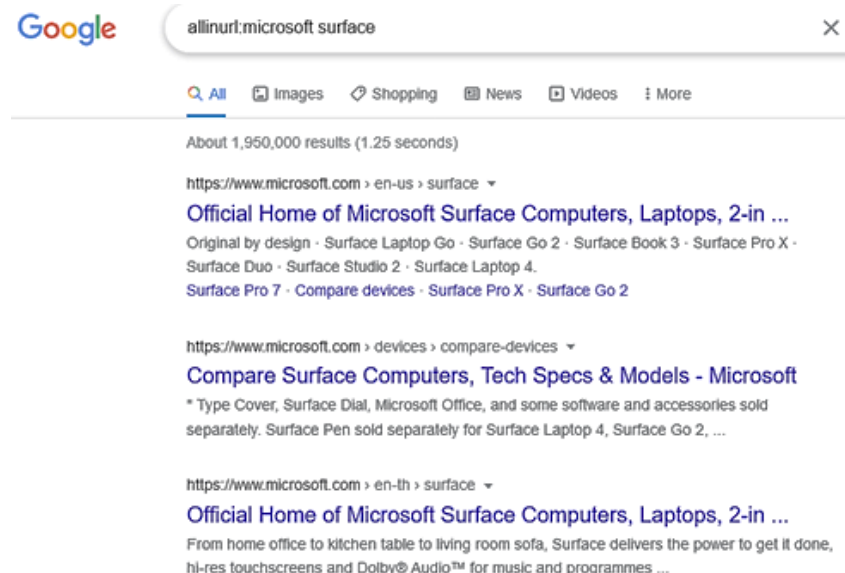 Google
allinurl:microsoft surface
All Images Shopping News Videos More
About 1,950,000 results (1.25 seconds)
https://www.microsoft.com › en-us › surface
Official Home of Microsoft Surface Computers, Laptops, 2-in ...
Original by design · Surface Laptop Go · Surface Go 2 · Surface Book 3 · Surface Pro X ·
Surface Duo · Surface Studio 2 · Surface Laptop 4.
Surface Pro 7 · Compare devices · Surface Pro X · Surface Go 2
https://www.microsoft.com › devices › compare-devices
Compare Surface Computers, Tech Specs & Models - Microsoft
* Type Cover, Surface Dial, Microsoft Office, and some software and accessories sold
separately. Surface Pen sold separately for Surface Laptop 4, Surface Go 2, ...
https://www.microsoft.com › en-th › surface
Official Home of Microsoft Surface Computers, Laptops, 2-in ...
From home office to kitchen table to living room sofa, Surface delivers the power to get it done,
hi-res touchscreens and Dolby® Audio™ for music and programmes ...